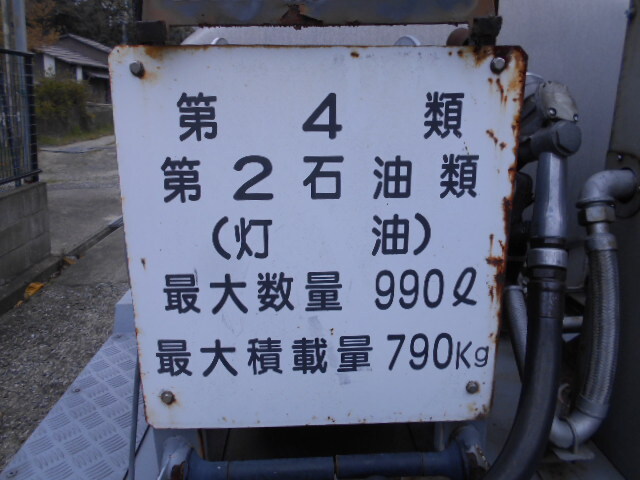 第4類
第2石油類
(灯油)
最大数量 990ℓ
最大積載量 790Kg